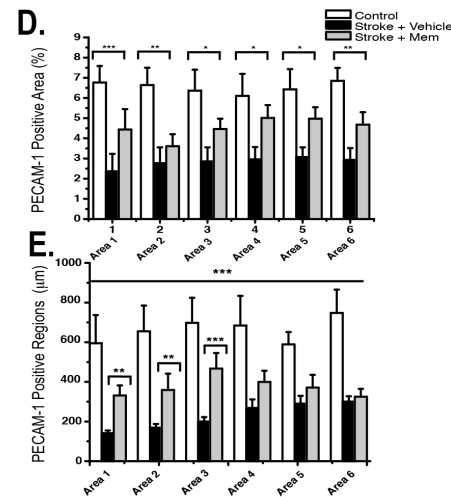 D.
Control
Stroke + Vehicle
Stroke + Mem
PECAM-1 Positive Area (%)
9
8
7
6
5
4
3
2
1
0
*** ** * * * **
1 2 3 4 5 6
Area 1 Area 2 Area 3 Area 4 Area 5 Area 6
E.
PECAM-1 Positive Regions (µm)
1000
800
600
400
200
0
***
** ** ***
Area 1 Area 2 Area 3 Area 4 Area 5 Area 6